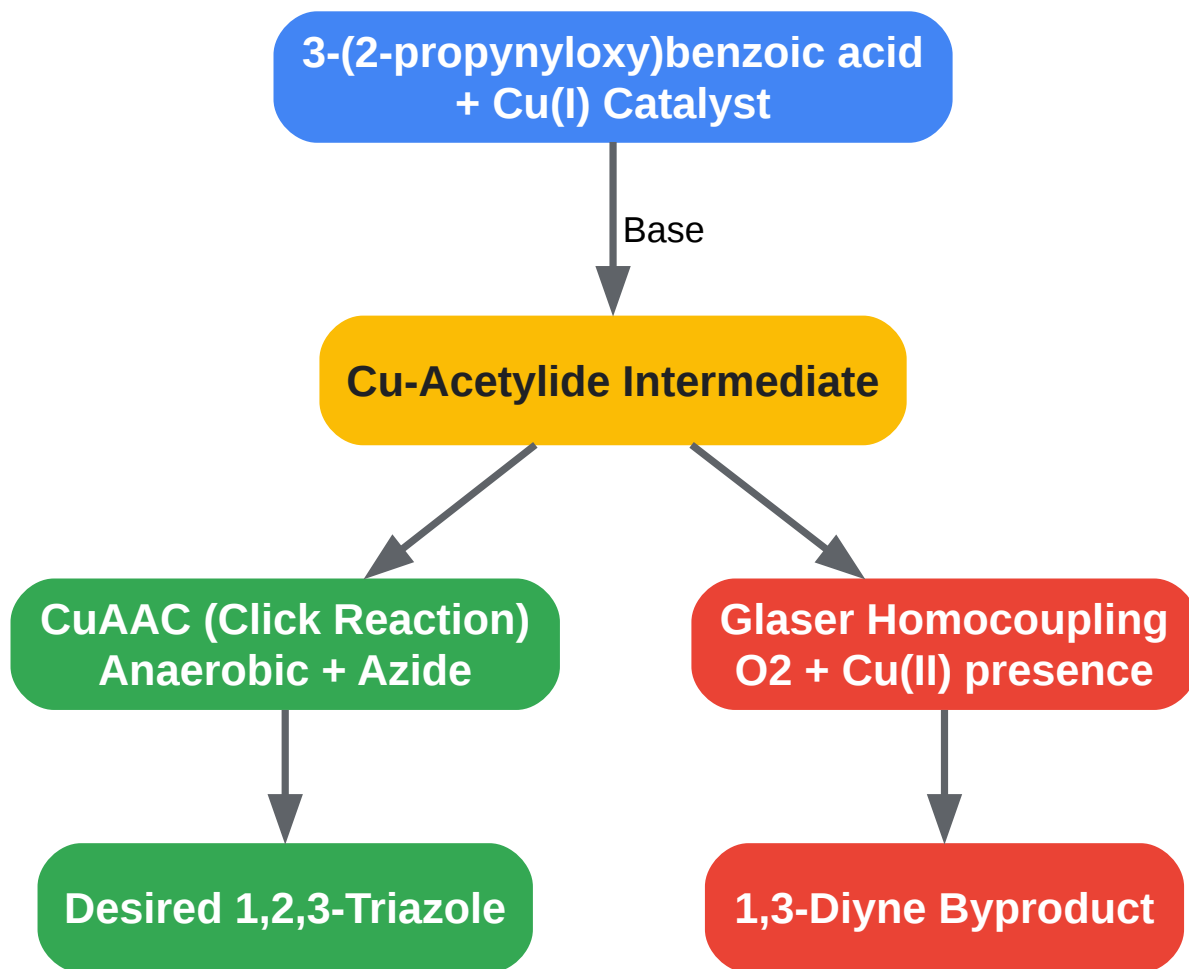 3-(2-propynyloxy)benzoic acid
+ Cu(I) Catalyst
Base
Cu-Acetylide Intermediate
CuAAC (Click Reaction)
Anaerobic + Azide
Glaser Homocoupling
O2 + Cu(II) presence
Desired 1,2,3-Triazole
1,3-Diyne Byproduct